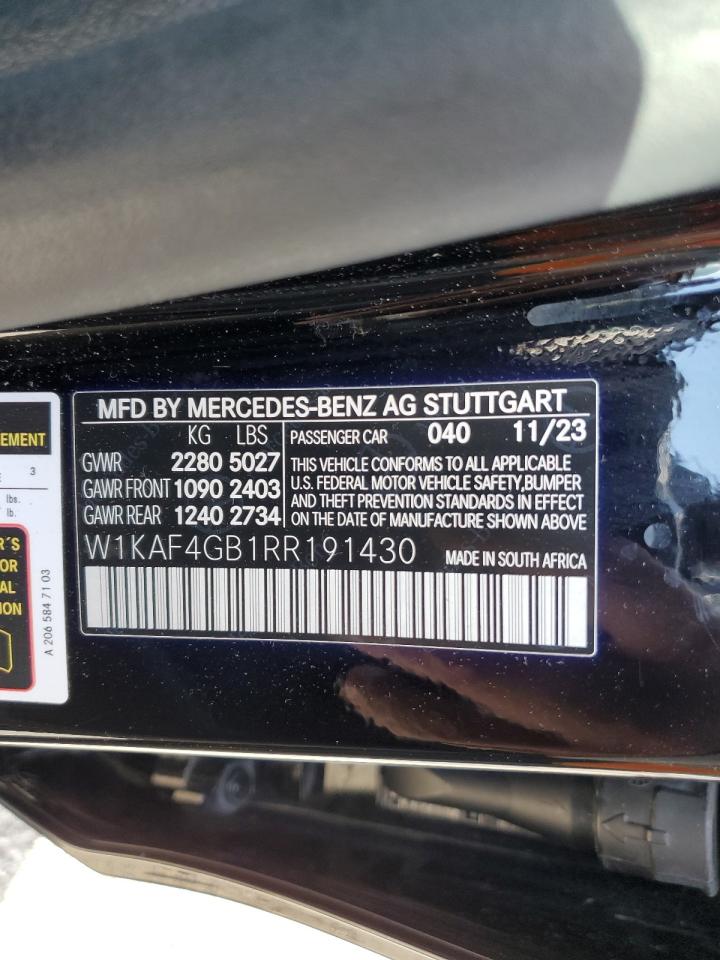 MFD BY MERCEDES-BENZ AG STUTTGART
KG LBS
GVWR 2280 5027
GAWR FRONT 1090 2403
GAWR REAR 1240 2734
PASSENGER CAR 040 11/23
THIS VEHICLE CONFORMS TO ALL APPLICABLE
U.S. FEDERAL MOTOR VEHICLE SAFETY,BUMPER
AND THEFT PREVENTION STANDARDS IN EFFECT
ON THE DATE OF MANUFACTURE SHOWN ABOVE
W1KAF4GB1RR191430 MADE IN SOUTH AFRICA
EMENT
3
lbs.
lb.
R´S
OR
AL
ION
A 206 584 71 03